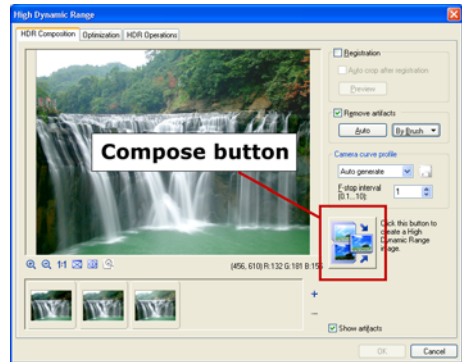 High Dynamic Range
HDR Composition Optimization HDR Operations
Registration
Auto crop after registration
Preview
Remove artifacts
Auto By Brush
Camera curve profile
Auto generate
F-stop interval
(0.1...10): 1
Compose button
Click this button to
create a High
Dynamic Range
image.
1:1
(456, 610) R:132 G:181 B:155
+
-
Show artifacts
OK Cancel